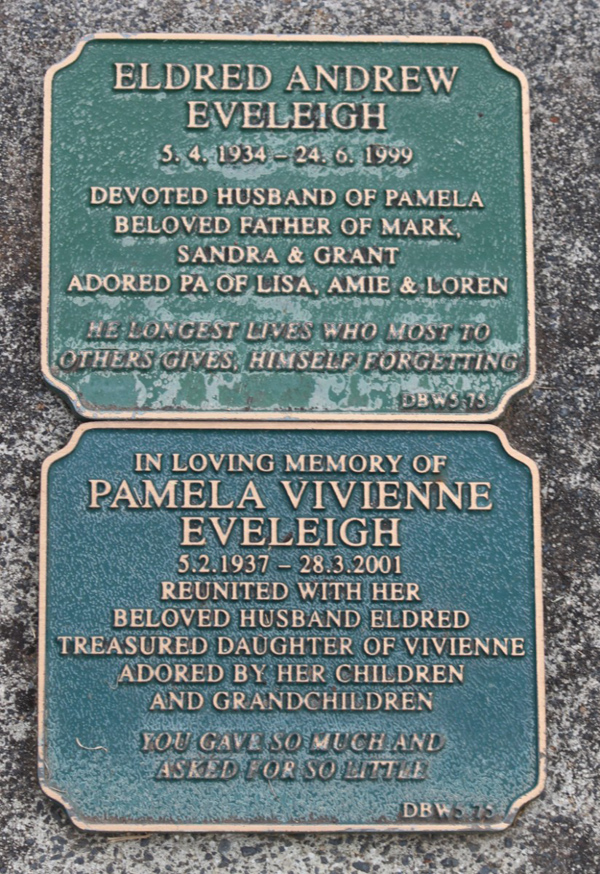 ELDRED ANDREW
EVELEIGH
5. 4. 1934 – 24. 6. 1999
DEVOTED HUSBAND OF PAMELA
BELOVED FATHER OF MARK,
SANDRA & GRANT
ADORED PA OF LISA, AMIE & LOREN
HE LONGEST LIVES WHO MOST TO
OTHERS GIVES, HIMSELF FORGETTING
DBW5 75
IN LOVING MEMORY OF
PAMELA VIVIENNE
EVELEIGH
5.2.1937 – 28.3.2001
REUNITED WITH HER
BELOVED HUSBAND ELDRED
TREASURED DAUGHTER OF VIVIENNE
ADORED BY HER CHILDREN
AND GRANDCHILDREN
YOU GAVE SO MUCH AND
ASKED FOR SO LITTLE
DBW5 75